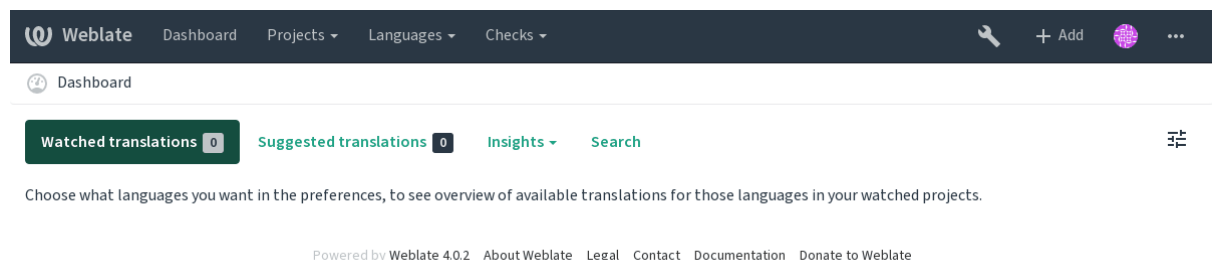 Weblate Dashboard Projects Languages Checks Add
Dashboard
Watched translations 0 Suggested translations 0 Insights Search
Choose what languages you want in the preferences, to see overview of available translations for those languages in your watched projects.
Powered by Weblate 4.0.2 About Weblate Legal Contact Documentation Donate to Weblate